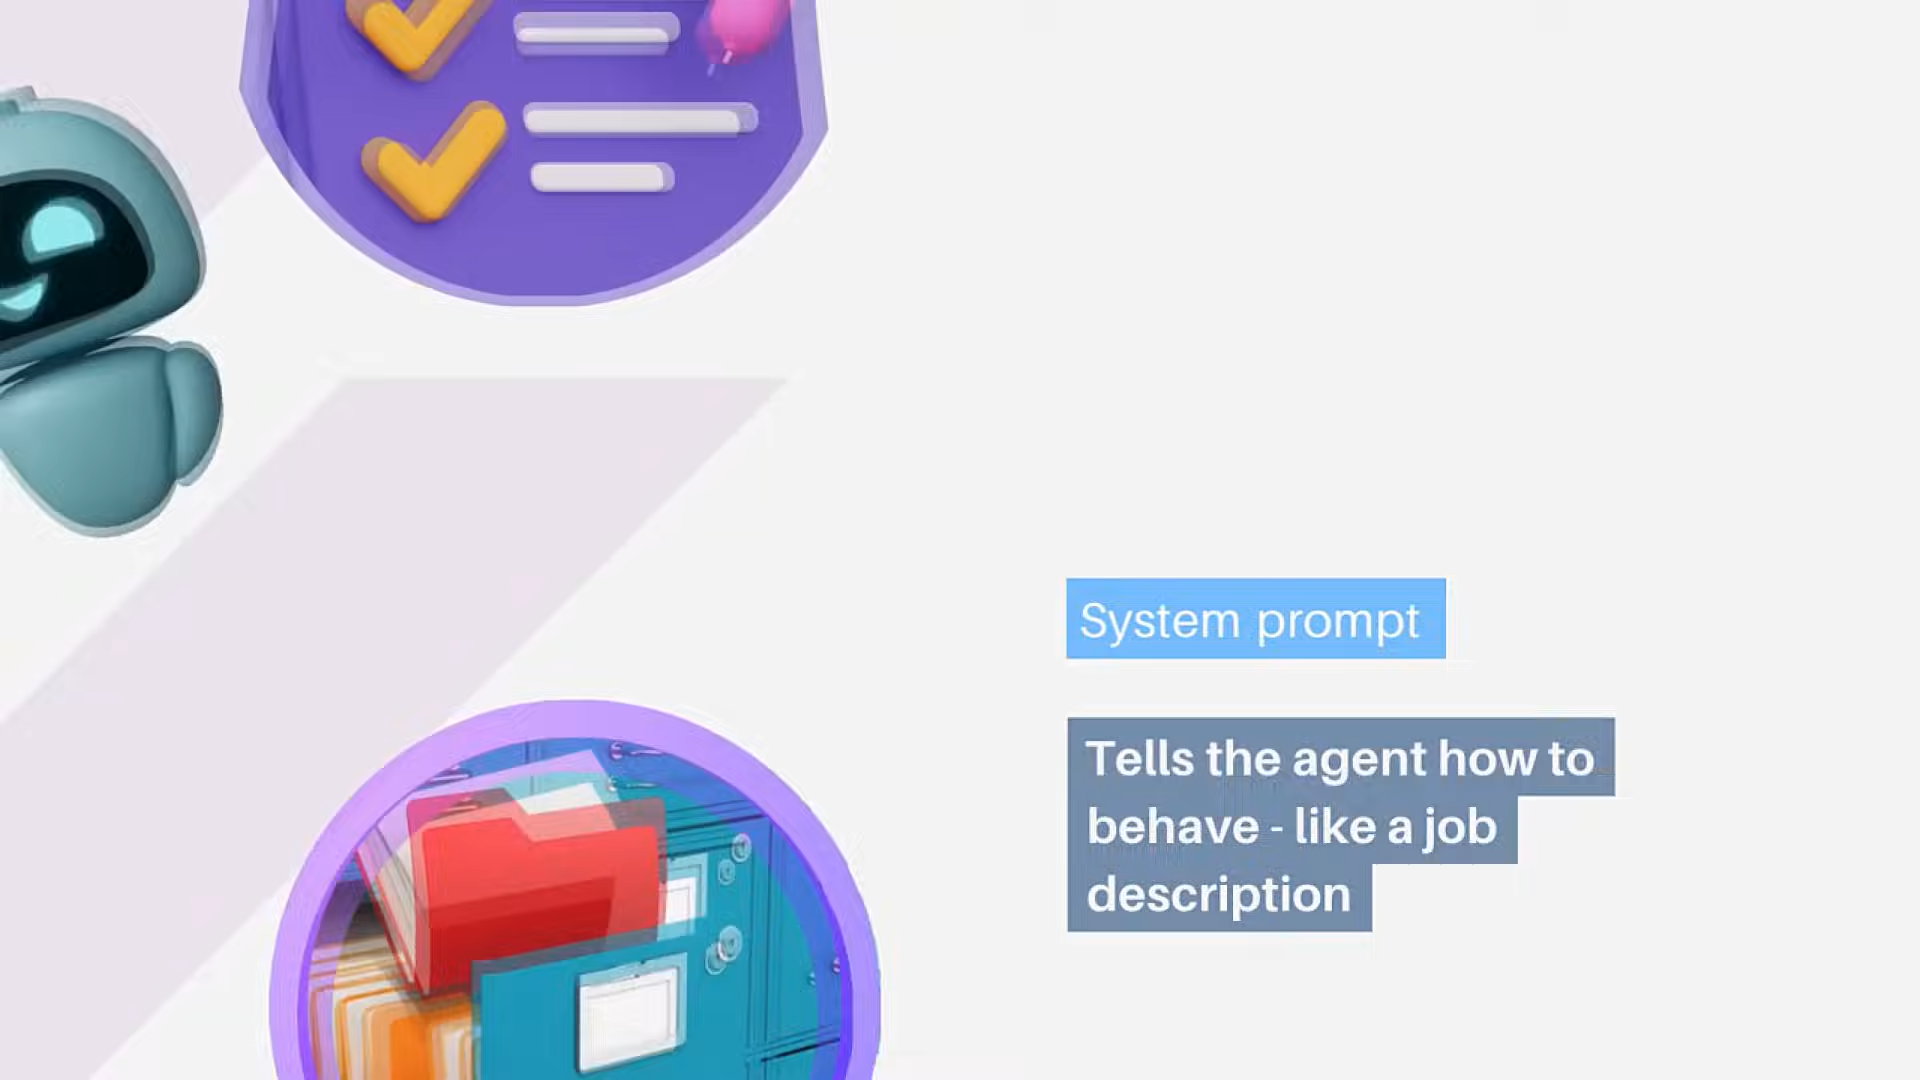 System prompt
Tells the agent how to
behave - like a job
description